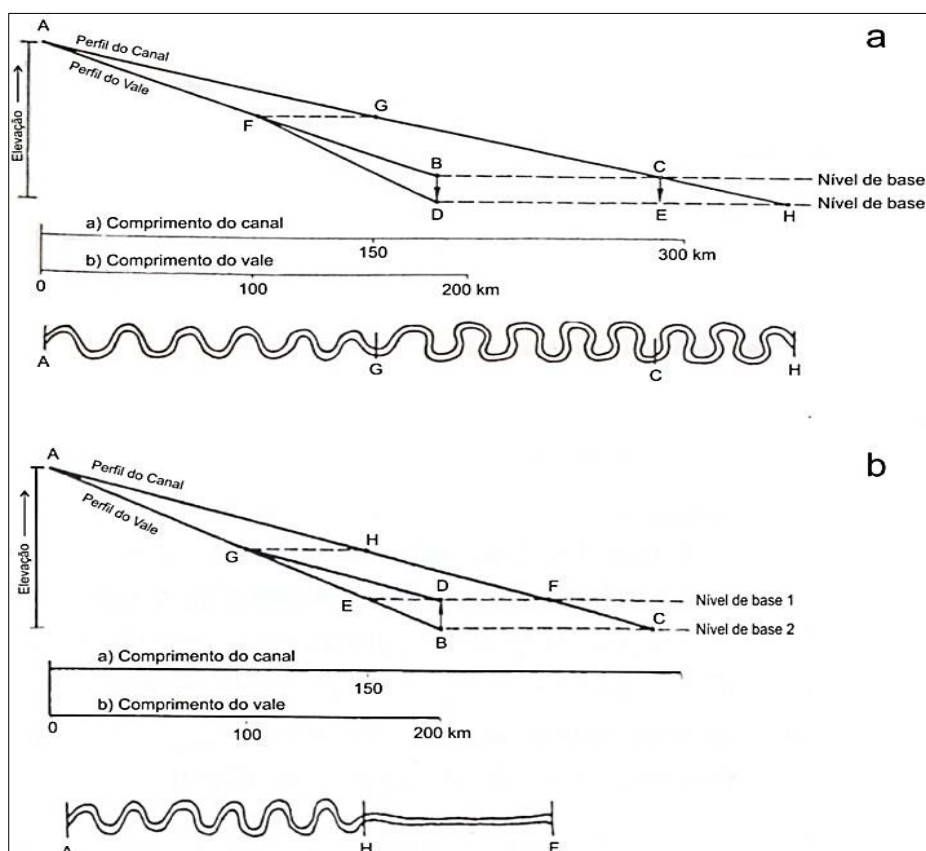 a
A
Perfil do Canal
Perfil do Vale
Elevação
G
F
B
C
Nível de base
D
E
H
Nível de base
a) Comprimento do canal
150
300 km
b) Comprimento do vale
0
100
200 km
A
G
C
H
b
A
Perfil do Canal
Perfil do Vale
Elevação
G
H
E
D
F
Nível de base 1
B
C
Nível de base 2
a) Comprimento do canal
150
b) Comprimento do vale
0
100
200 km
A
H
F